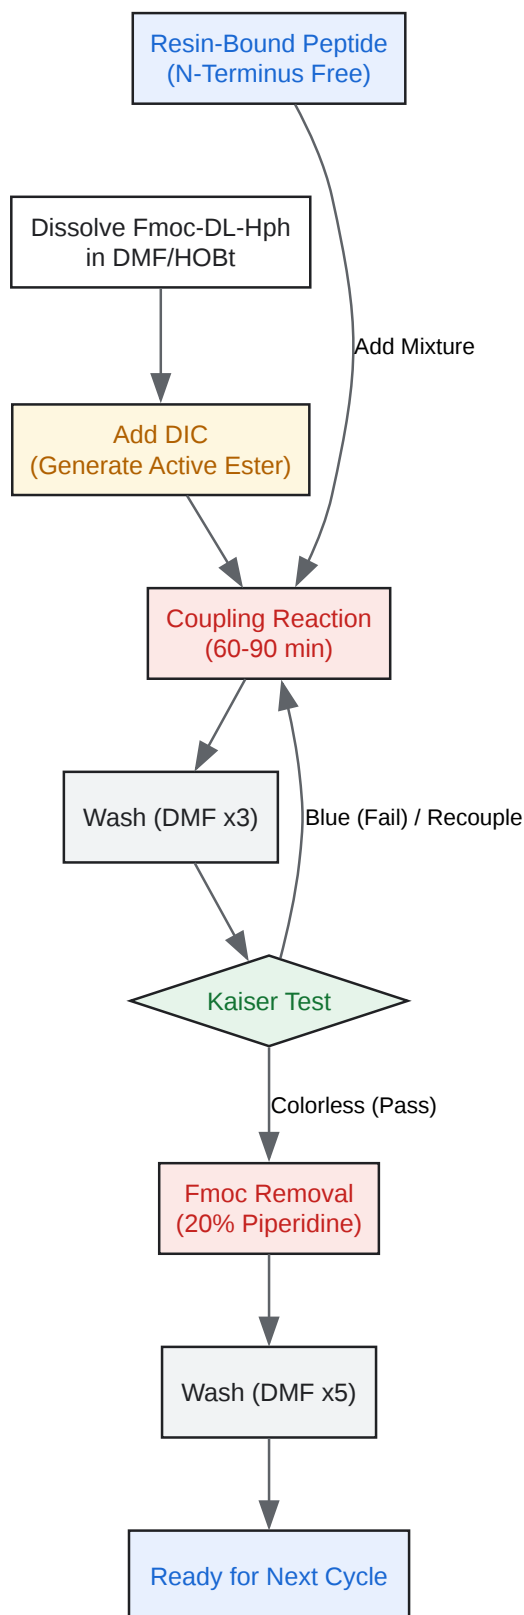 Resin-Bound Peptide
(N-Terminus Free)
Dissolve Fmoc-DL-Hph
in DMF/HOBt
Add Mixture
Add DIC
(Generate Active Ester)
Coupling Reaction
(60-90 min)
Wash (DMF x3)
Blue (Fail) / Recouple
Kaiser Test
Colorless (Pass)
Fmoc Removal
(20% Piperidine)
Wash (DMF x5)
Ready for Next Cycle